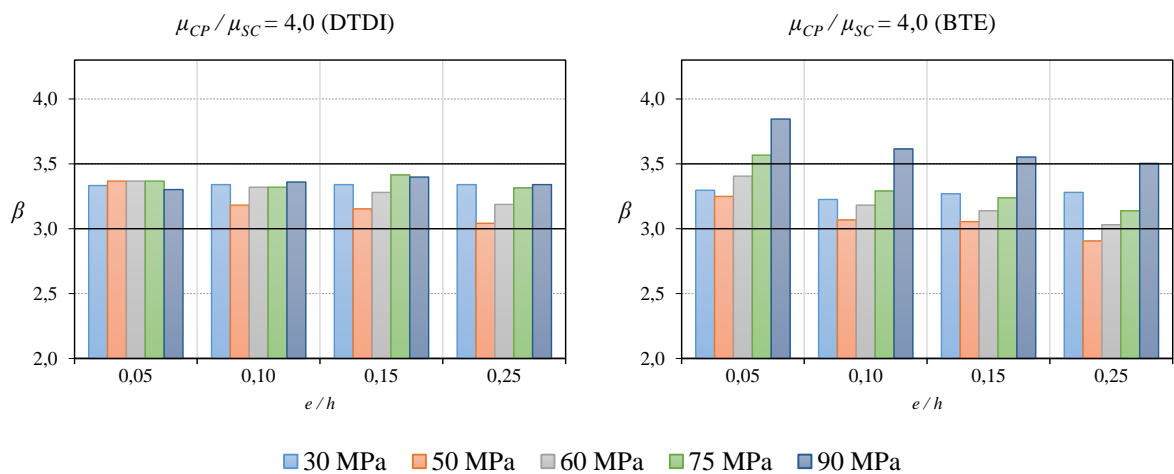 μCP / μSC = 4,0 (DTDI)
4,0
3,5
β
3,0
2,5
2,0
0,05 0,10 0,15 0,25
e / h
μCP / μSC = 4,0 (BTE)
4,0
3,5
β
3,0
2,5
2,0
0,05 0,10 0,15 0,25
e / h
30 MPa 50 MPa 60 MPa 75 MPa 90 MPa